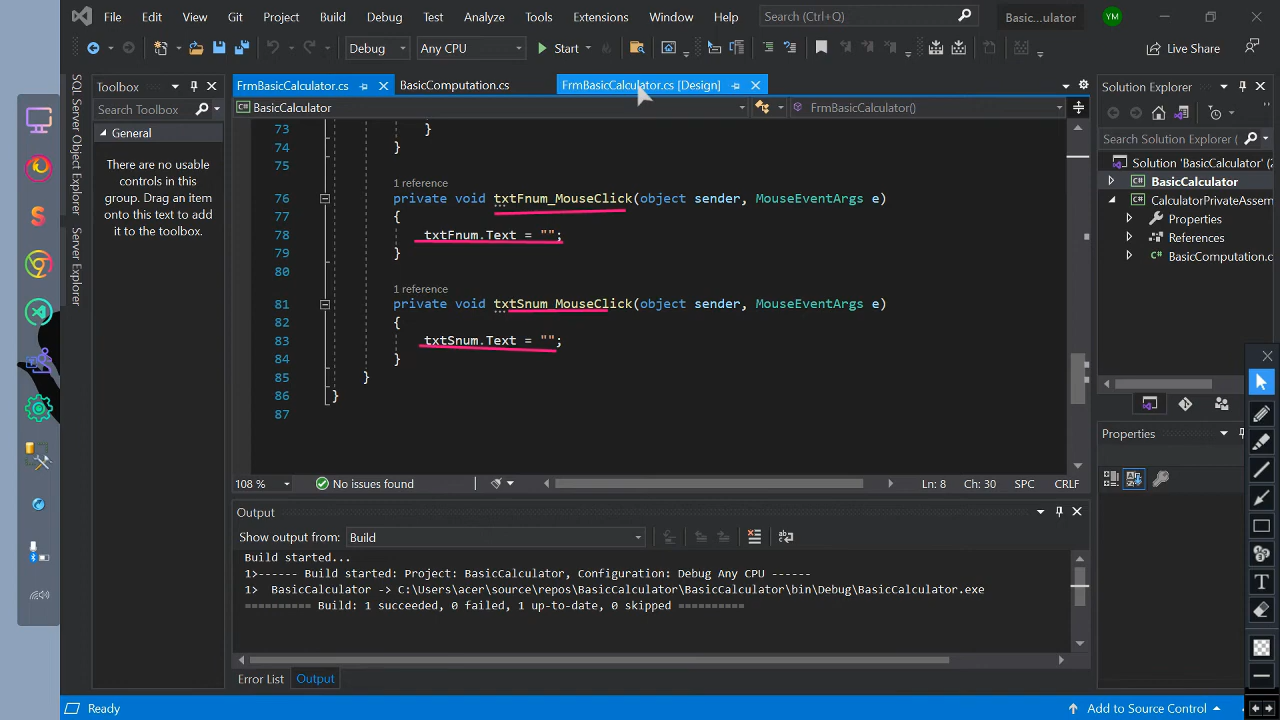 File Edit View Git Project Build Debug Test Analyze Tools Extensions Window Help Search (Ctrl+Q) Basic...ulator YM
Debug Any CPU Start Live Share
SQL Server Object Explorer
Server Explorer
Toolbox
Search Toolbox
General
There are no usable
controls in this
group. Drag an item
onto this text to add
it to the toolbox.
FrmBasicCalculator.cs BasicComputation.cs FrmBasicCalculator.cs [Design]
BasicCalculator FrmBasicCalculator()
73 }
74 }
75
1 reference
76 private void txtFnum_MouseClick(object sender, MouseEventArgs e)
77 {
78 txtFnum.Text = "";
79 }
80
1 reference
81 private void txtSnum_MouseClick(object sender, MouseEventArgs e)
82 {
83 txtSnum.Text = "";
84 }
85 }
86 }
87
108 % No issues found Ln: 8 Ch: 30 SPC CRLF
Output
Show output from: Build
Build started...
1>------ Build started: Project: BasicCalculator, Configuration: Debug Any CPU ------
1> BasicCalculator -> C:\Users\acer\source\repos\BasicCalculator\BasicCalculator\bin\Debug\BasicCalculator.exe
========== Build: 1 succeeded, 0 failed, 1 up-to-date, 0 skipped ==========
Error List Output
Solution Explorer
Search Solution Explorer
Solution 'BasicCalculator' (2
BasicCalculator
CalculatorPrivateAssem
Properties
References
BasicComputation.c
Properties
Ready Add to Source Control